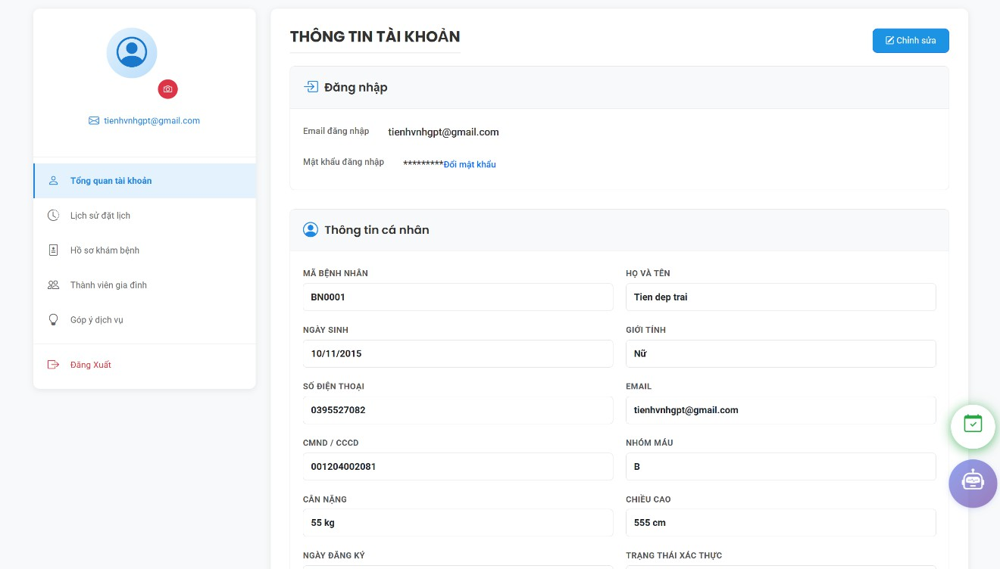 tienhvnhgpt@gmail.com
Tổng quan tài khoản
Lịch sử đặt lịch
Hồ sơ khám bệnh
Thành viên gia đình
Góp ý dịch vụ
Đăng Xuất
THÔNG TIN TÀI KHOẢN
Chỉnh sửa
Đăng nhập
Email đăng nhập tienhvnhgpt@gmail.com
Mật khẩu đăng nhập *********Đổi mật khẩu
Thông tin cá nhân
MÃ BỆNH NHÂN
BN0001
HỌ VÀ TÊN
Tien dep trai
NGÀY SINH
10/11/2015
GIỚI TÍNH
Nữ
SỐ ĐIỆN THOẠI
0395527082
EMAIL
tienhvnhgpt@gmail.com
CMND / CCCD
001204002081
NHÓM MÁU
B
CÂN NẶNG
55 kg
CHIỀU CAO
555 cm
NGÀY ĐĂNG KÝ
TRẠNG THÁI XÁC THỰC